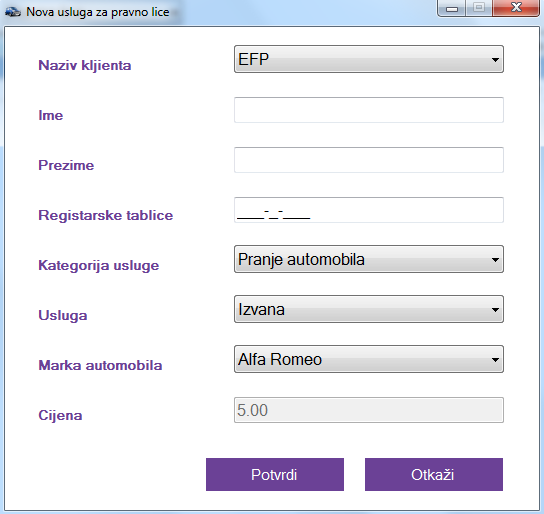 Nova usluga za pravno lice
Naziv kljienta EFP
Ime
Prezime
Registarske tablice ___-_-___
Kategorija usluge Pranje automobila
Usluga Izvana
Marka automobila Alfa Romeo
Cijena 5.00
Potvrdi Otkaži